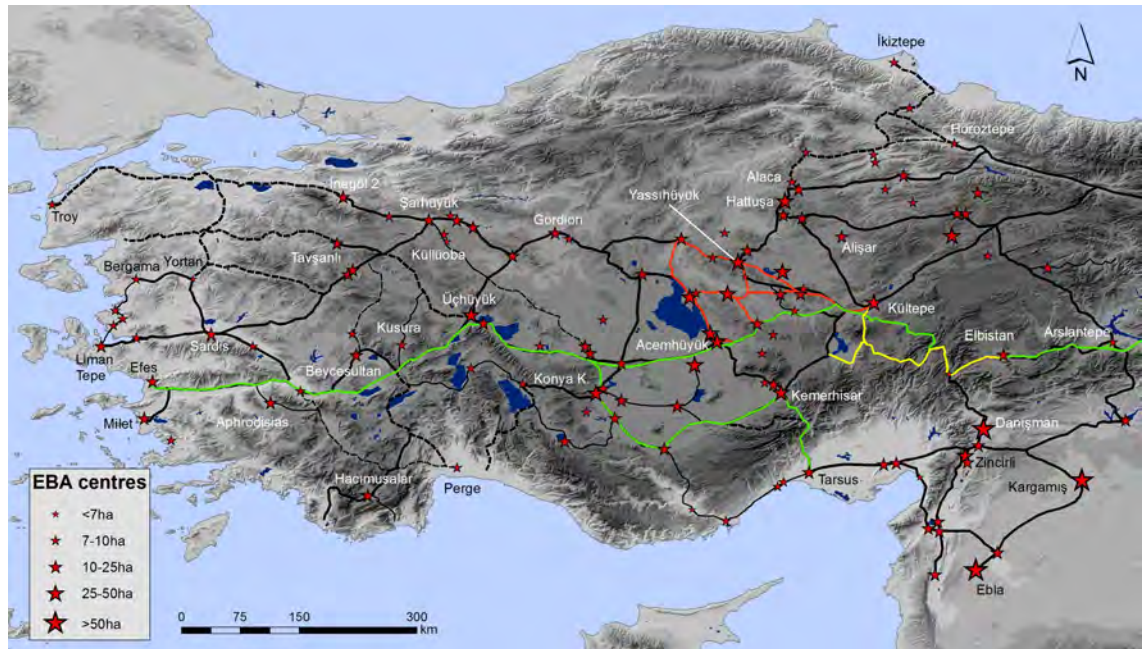 İkiztepe
N
Horoztepe
Alaca
İnegöl 2
Yassıhüyük
Hattuşa
Troy
Şarhüyük
Gordion
Alişar
Tavşanlı
Küllüoba
Bergama
Yortan
Üçhüyük
Kültepe
Kusura
Elbistan
Arslantepe
Acemhüyük
Liman
Tepe
Sardis
Efes
Beycesultan
Konya K.
Kemerhisar
Milet
Aphrodisias
Danışman
Zincirli
Hacımusalar
Perge
Tarsus
Kargamış
Ebla
EBA centres
<7ha
7-10ha
10-25ha
25-50ha
>50ha
0 75 150 300
km